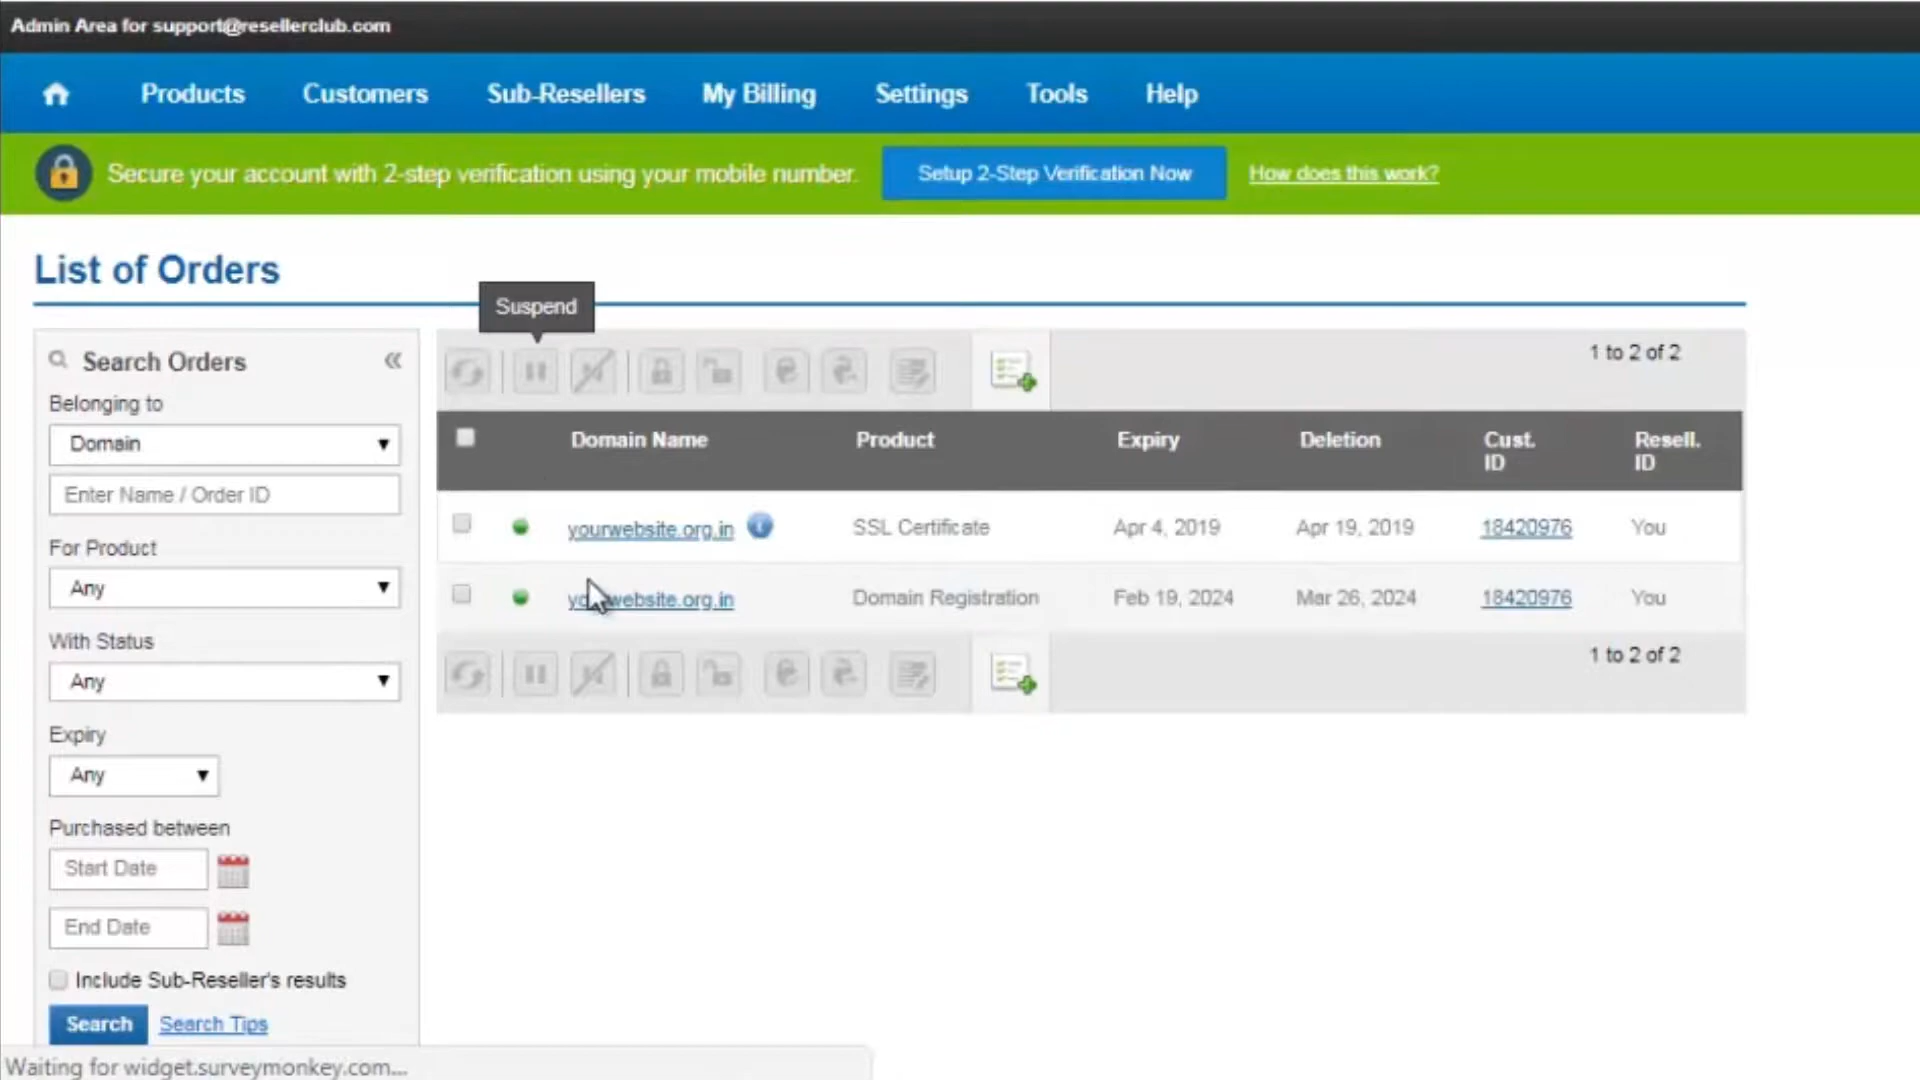 Admin Area for support@resellerclub.com
Products Customers Sub-Resellers My Billing Settings Tools Help
Secure your account with 2-step verification using your mobile number. Setup 2-Step Verification Now How does this work?
List of Orders
Suspend
Search Orders
Belonging to
Domain
Enter Name / Order ID
For Product
Any
With Status
Any
Expiry
Any
Purchased between
Start Date
End Date
Include Sub-Reseller's results
Search Search Tips
1 to 2 of 2
Domain Name Product Expiry Deletion Cust. ID Resell. ID
yourwebsite.org.in SSL Certificate Apr 4, 2019 Apr 19, 2019 18420976 You
yourwebsite.org.in Domain Registration Feb 19, 2024 Mar 26, 2024 18420976 You
1 to 2 of 2
Waiting for widget.surveymonkey.com...